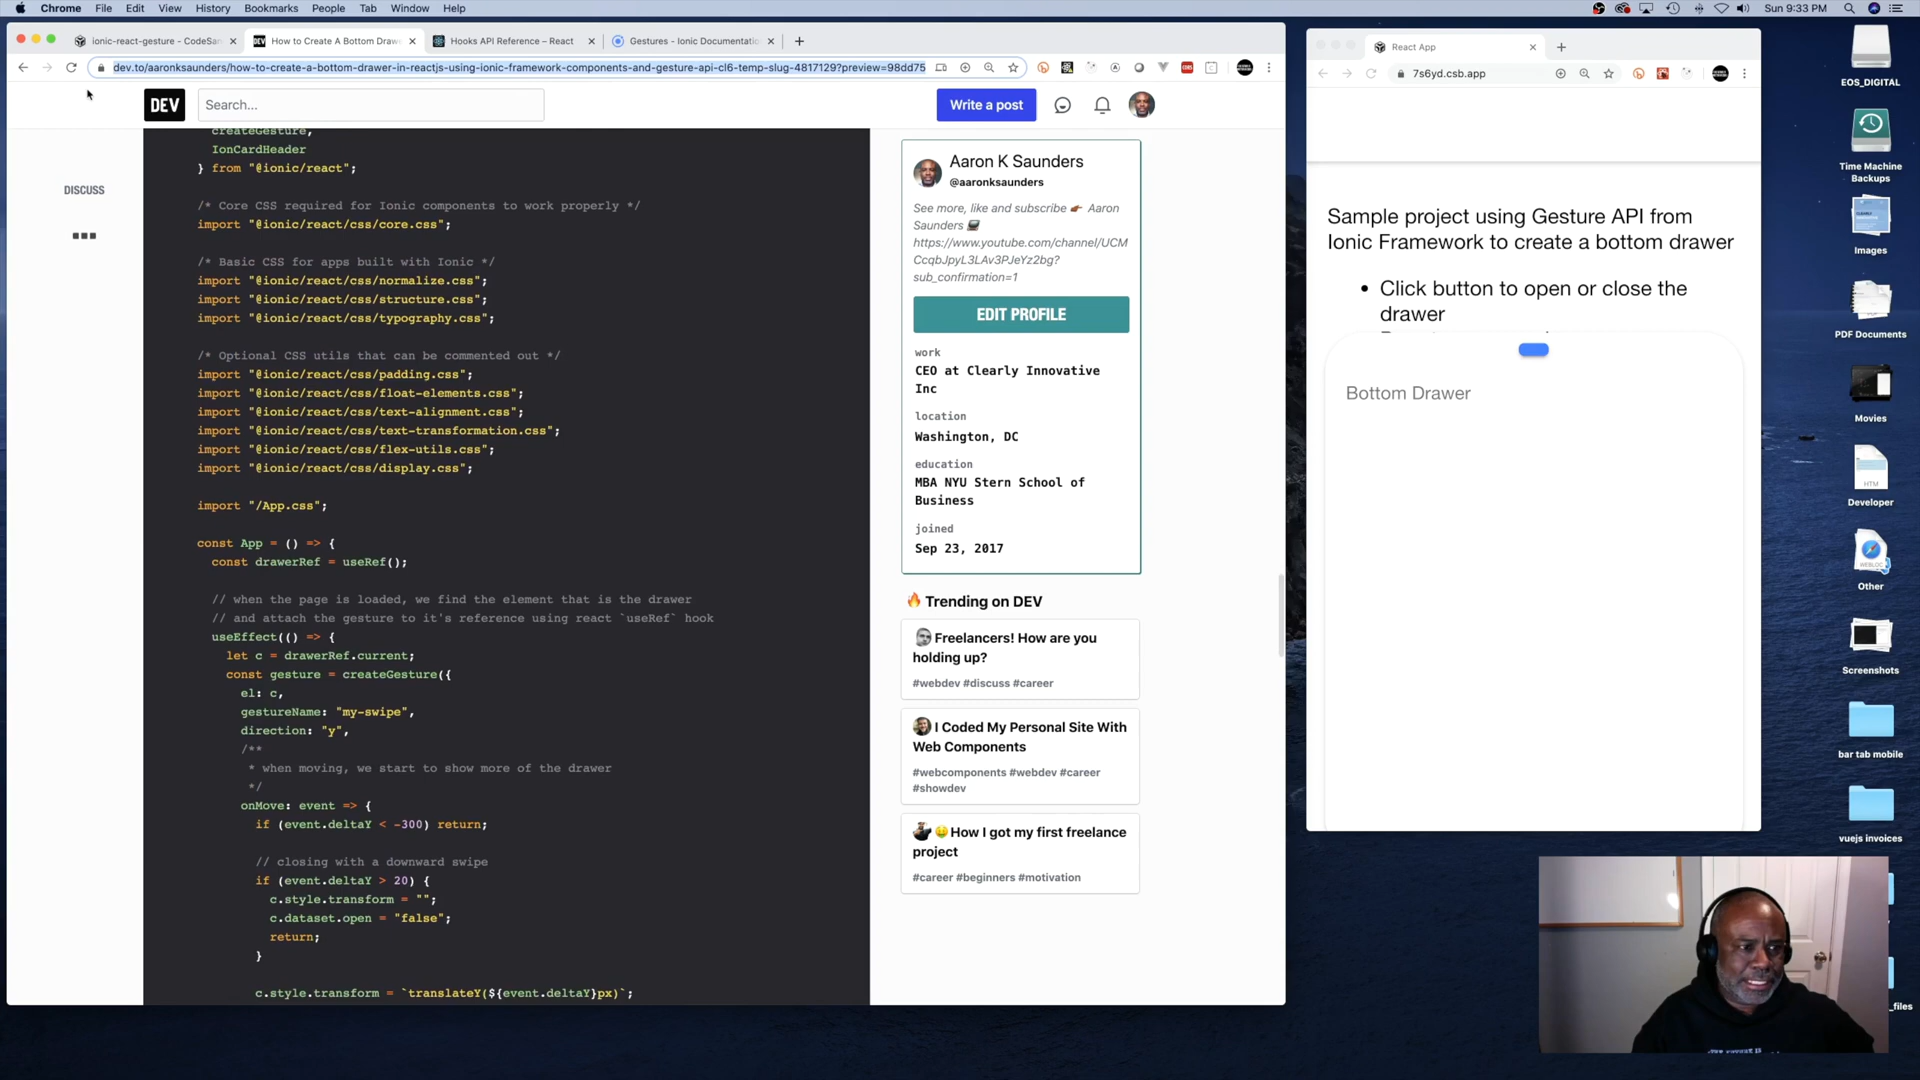 Chrome File Edit View History Bookmarks People Tab Window Help
Sun 9:33 PM
ionic-react-gesture - CodeSan
How to Create A Bottom Drawe
Hooks API Reference – React
Gestures - Ionic Documentatio
dev.to/aaronksaunders/how-to-create-a-bottom-drawer-in-reactjs-using-ionic-framework-components-and-gesture-api-cl6-temp-slug-4817129?preview=98dd75
DEV
Search...
Write a post
DISCUSS
createGesture,
IonCardHeader
} from "@ionic/react";
/* Core CSS required for Ionic components to work properly */
import "@ionic/react/css/core.css";
/* Basic CSS for apps built with Ionic */
import "@ionic/react/css/normalize.css";
import "@ionic/react/css/structure.css";
import "@ionic/react/css/typography.css";
/* Optional CSS utils that can be commented out */
import "@ionic/react/css/padding.css";
import "@ionic/react/css/float-elements.css";
import "@ionic/react/css/text-alignment.css";
import "@ionic/react/css/text-transformation.css";
import "@ionic/react/css/flex-utils.css";
import "@ionic/react/css/display.css";
import "/App.css";
const App = () => {
const drawerRef = useRef();
// when the page is loaded, we find the element that is the drawer
// and attach the gesture to it's reference using react `useRef` hook
useEffect(() => {
let c = drawerRef.current;
const gesture = createGesture({
el: c,
gestureName: "my-swipe",
direction: "y",
/**
* when moving, we start to show more of the drawer
*/
onMove: event => {
if (event.deltaY < -300) return;
// closing with a downward swipe
if (event.deltaY > 20) {
c.style.transform = "";
c.dataset.open = "false";
return;
}
c.style.transform = `translateY(${event.deltaY}px)`;
Aaron K Saunders
@aaronksaunders
See more, like and subscribe 👉🏾 Aaron
Saunders 💻
https://www.youtube.com/channel/UCM
CcqbJpyL3LAv3PJeYz2bg?
sub_confirmation=1
EDIT PROFILE
work
CEO at Clearly Innovative
Inc
location
Washington, DC
education
MBA NYU Stern School of
Business
joined
Sep 23, 2017
🔥 Trending on DEV
Freelancers! How are you
holding up?
#webdev #discuss #career
I Coded My Personal Site With
Web Components
#webcomponents #webdev #career
#showdev
🤑How I got my first freelance
project
#career #beginners #motivation
React App
7s6yd.csb.app
Sample project using Gesture API from
Ionic Framework to create a bottom drawer
• Click button to open or close the
drawer
Bottom Drawer
EOS_DIGITAL
Time Machine
Backups
Images
PDF Documents
Movies
HTM
Developer
WEBLOC
Other
Screenshots
bar tab mobile
vuejs invoices
_files